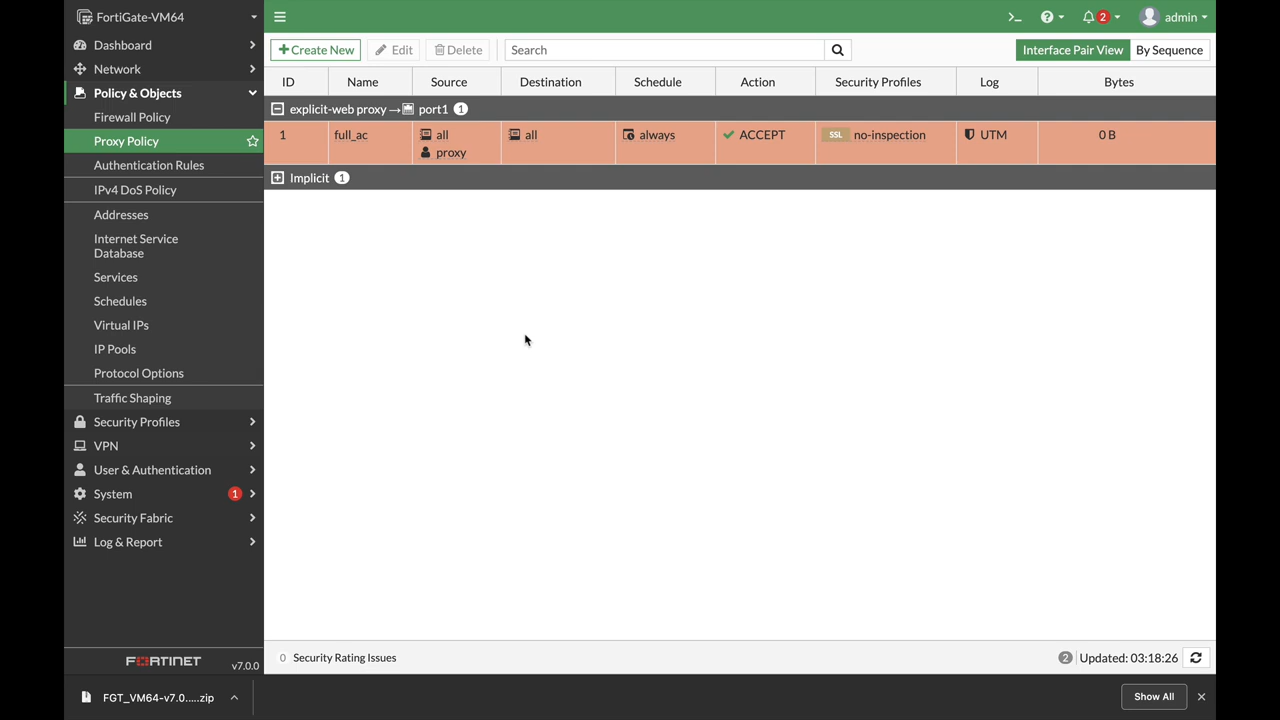 FortiGate-VM64
2
admin
Dashboard
Network
Policy & Objects
Firewall Policy
Proxy Policy
Authentication Rules
IPv4 DoS Policy
Addresses
Internet Service
Database
Services
Schedules
Virtual IPs
IP Pools
Protocol Options
Traffic Shaping
Security Profiles
VPN
User & Authentication
System 1
Security Fabric
Log & Report
FORTINET v7.0.0
Create New Edit Delete Search Interface Pair View By Sequence
ID Name Source Destination Schedule Action Security Profiles Log Bytes
explicit-web proxy → port1 1
1 full_ac all all always ACCEPT SSL no-inspection UTM 0 B
proxy
Implicit 1
0 Security Rating Issues 2 Updated: 03:18:26
FGT_VM64-v7.0.....zip Show All